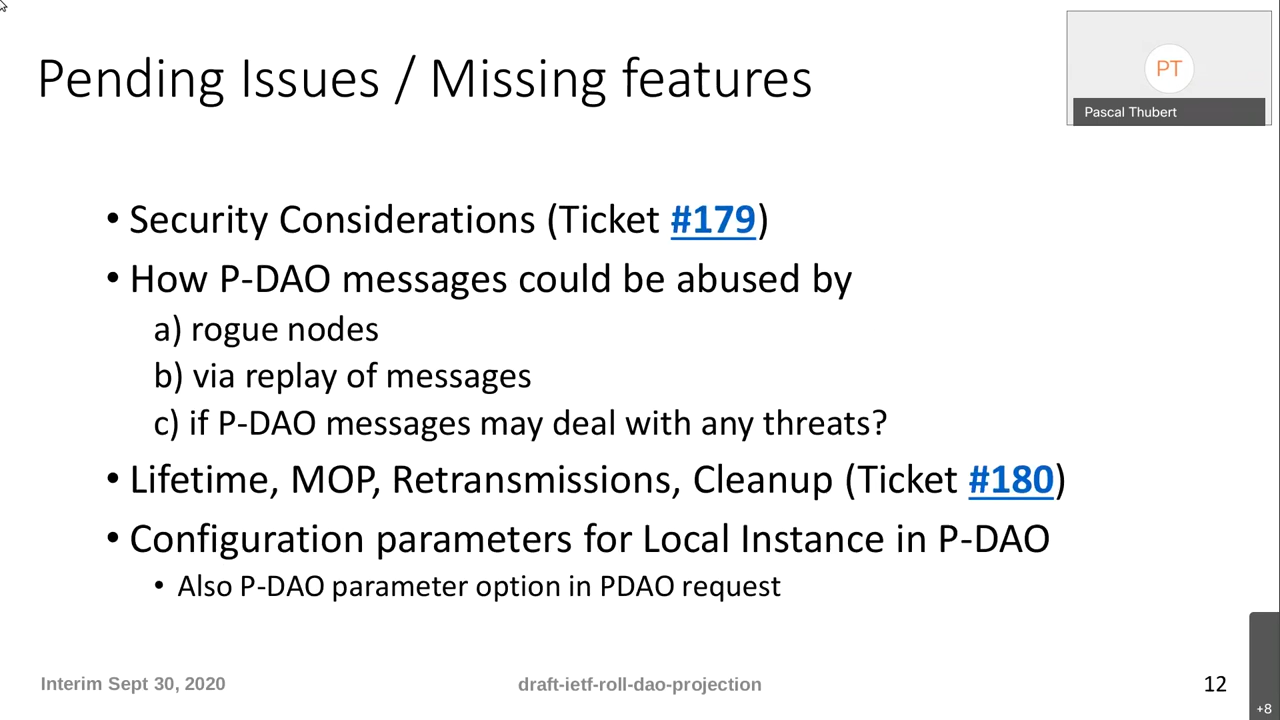 Pending Issues / Missing features
PT
Pascal Thubert
• Security Considerations (Ticket #179)
• How P-DAO messages could be abused by
a) rogue nodes
b) via replay of messages
c) if P-DAO messages may deal with any threats?
• Lifetime, MOP, Retransmissions, Cleanup (Ticket #180)
• Configuration parameters for Local Instance in P-DAO
• Also P-DAO parameter option in PDAO request
Interim Sept 30, 2020
draft-ietf-roll-dao-projection
12
+8